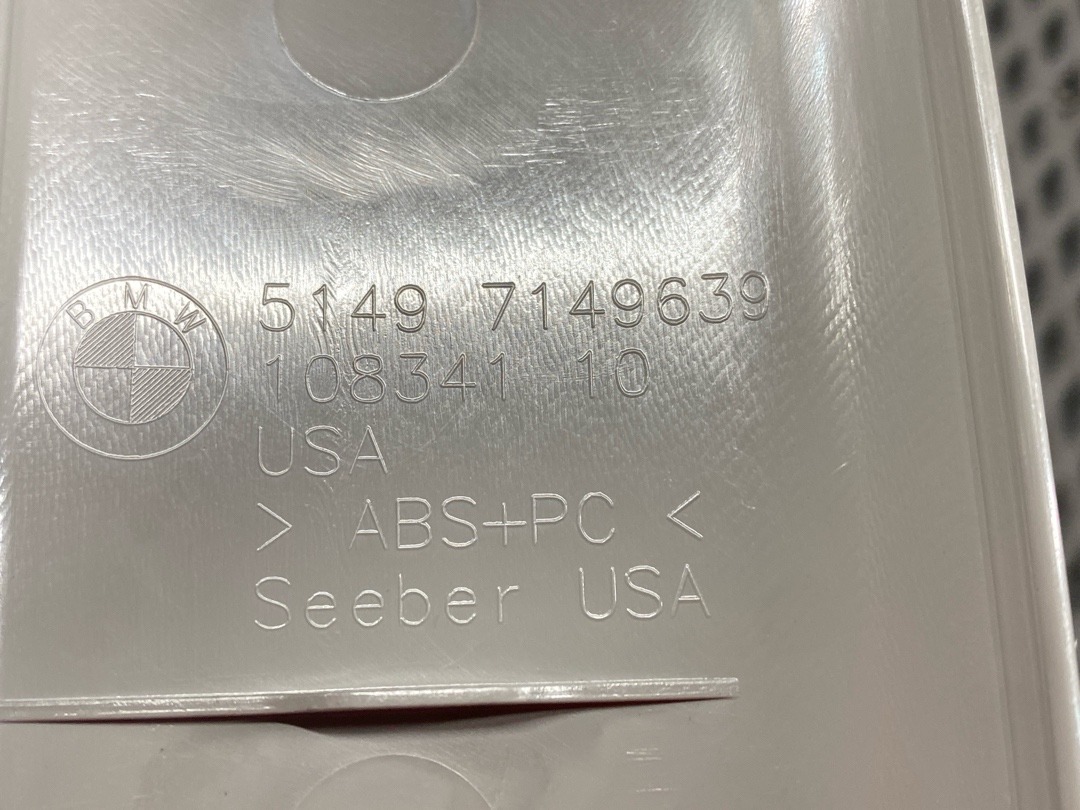 BMW
5149 7149639
108341 10
USA
> ABS+PC <
Seeber USA